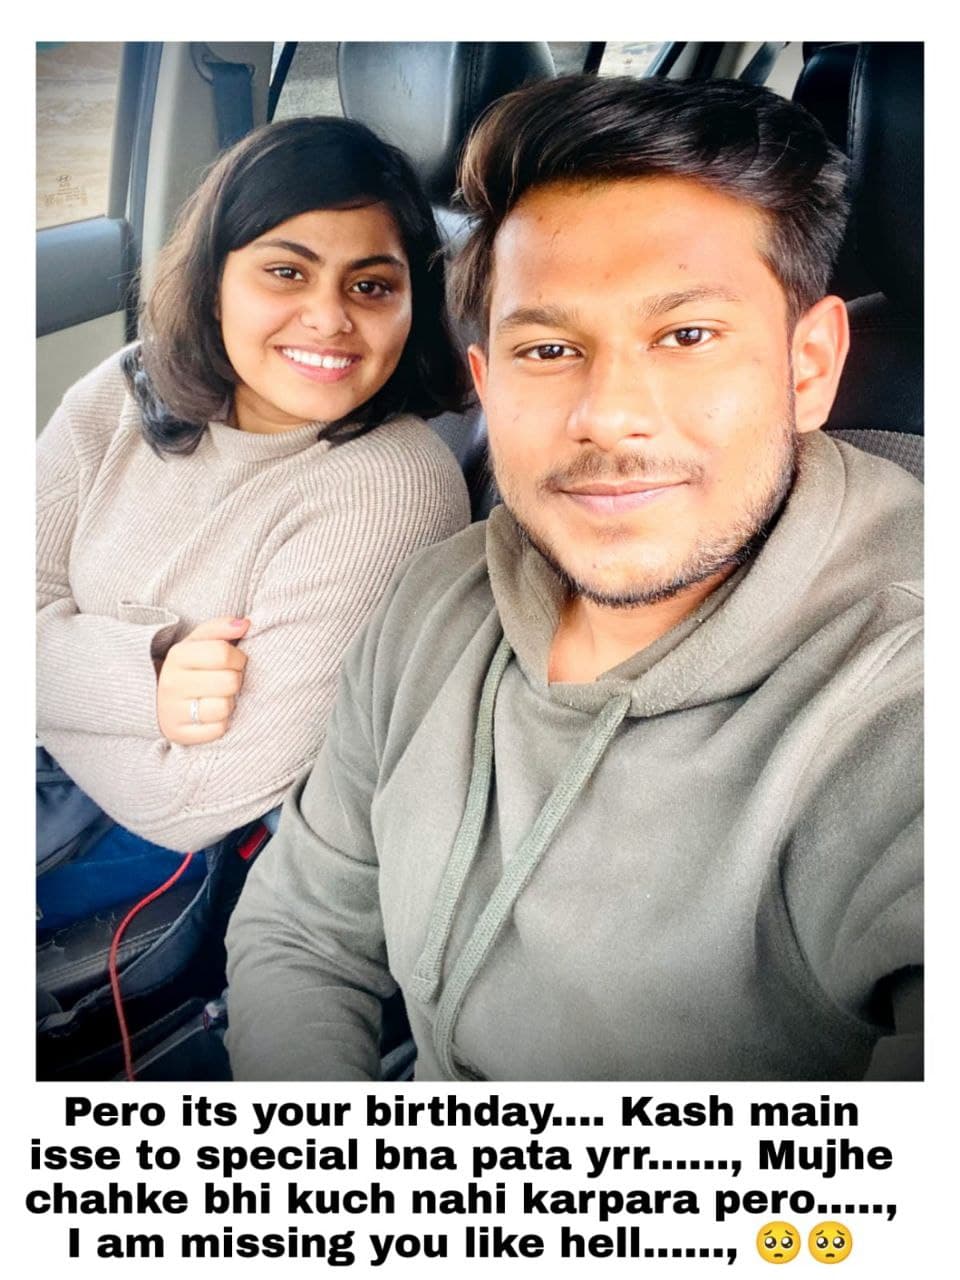 Pero its your birthday.... Kash main
isse to special bna pata yrr......, Mujhe
chahke bhi kuch nahi karpara pero.....,
I am missing you like hell......, 🥺🥺